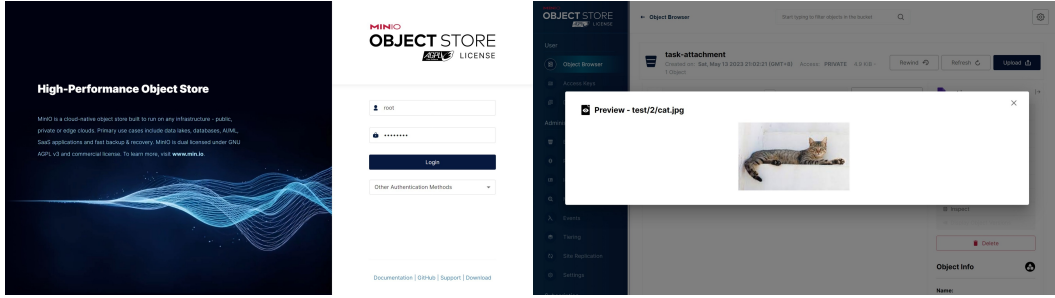 High-Performance Object Store
MinIO is a cloud-native object store built to run on any infrastructure - public,
private or edge clouds. Primary use cases include data lakes, databases, AI/ML,
SaaS applications and fast backup & recovery. MinIO is dual licensed under GNU
AGPL v3 and commercial license. To learn more, visit www.min.io.
MINIO
OBJECT STORE
AGPLV3 LICENSE
root
••••••••
Login
Other Authentication Methods
Documentation | GitHub | Support | Download
MINIO
OBJECT STORE
LICENSE
← Object Browser
Start typing to filter objects in the bucket
User
Object Browser
Access Keys
task-attachment
Created on: Sat, May 13 2023 21:02:21 (GMT+8) Access: PRIVATE
1 Object
Rewind
Refresh
Upload
Preview - test/2/cat.jpg
×
Events
Tiering
Site Replication
Settings
Inspect
Delete
Object Info
Name: